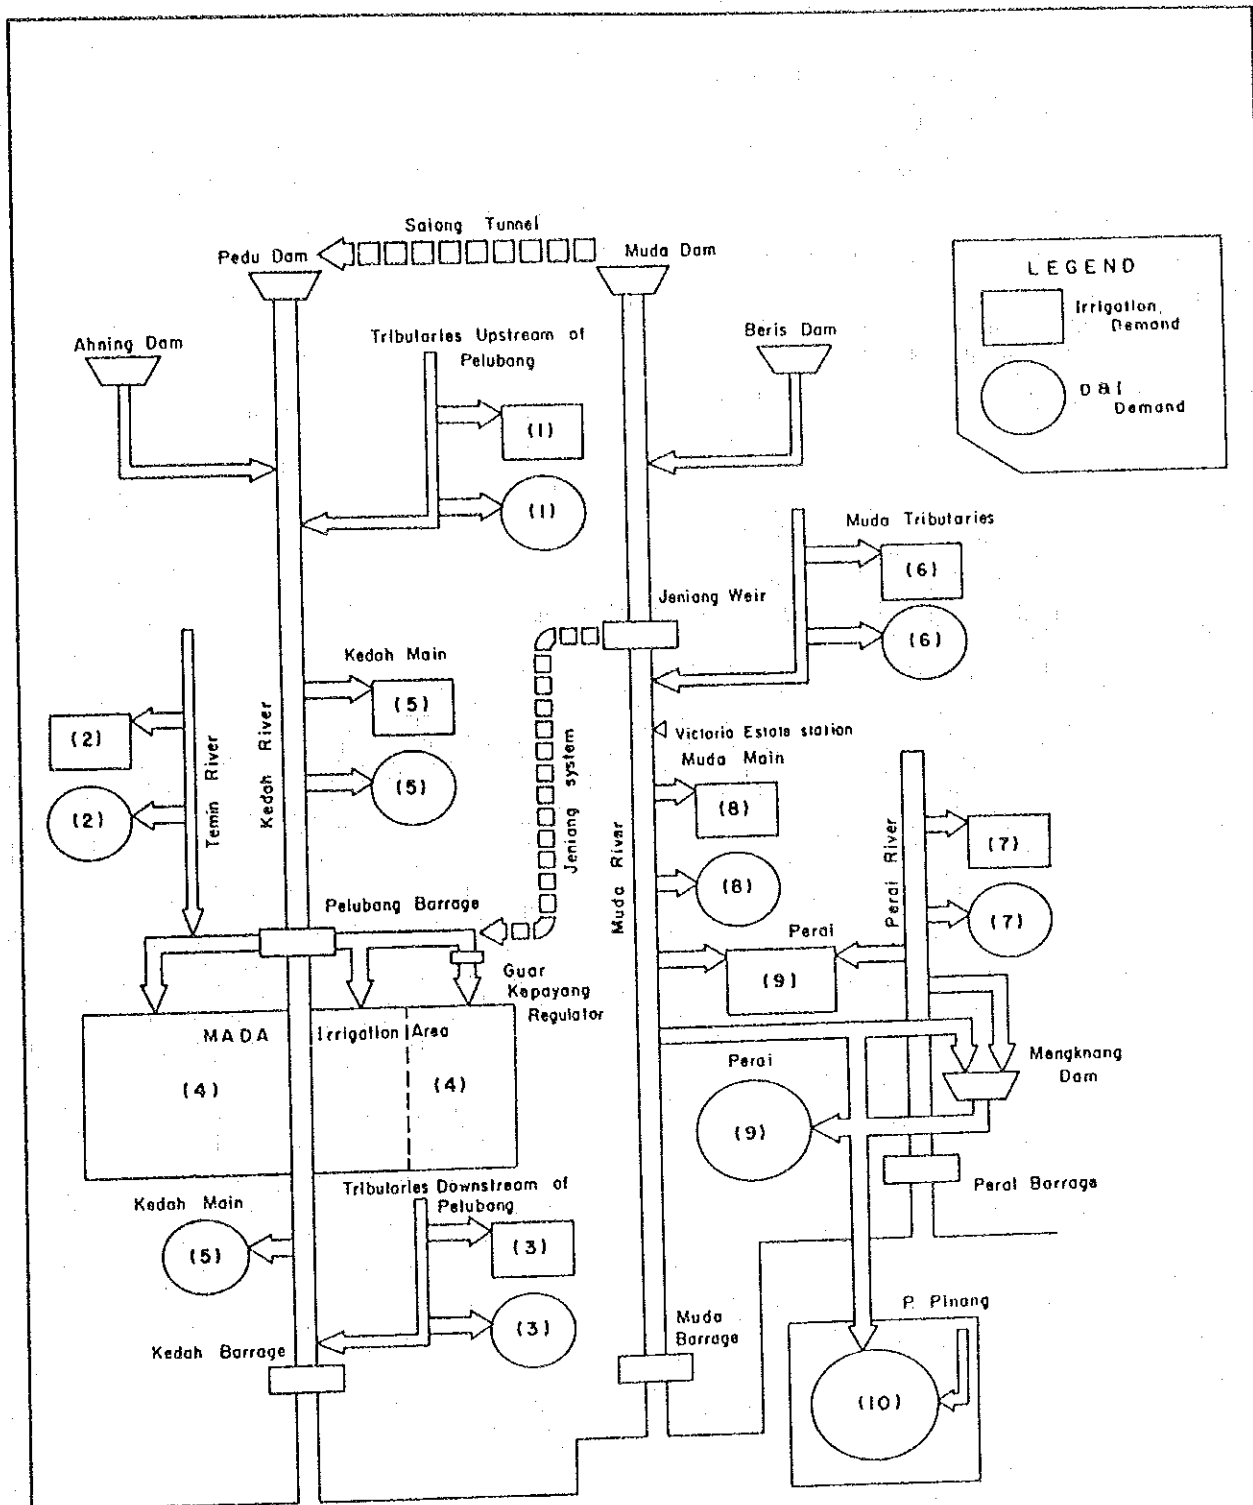 Saiong Tunnel
Pedu Dam
Muda Dam
LEGEND
Irrigation
Demand
D&I
Demand
Ahning Dam
Tributaries Upstream of
Pelubang
Beris Dam
(1)
(1)
Muda Tributaries
(6)
(6)
Jeniang Weir
Kedah Main
(5)
(5)
(2)
(2)
Temin River
Kedah River
Jeniang system
Victoria Estate station
Muda Main
(8)
(8)
Muda River
Perai River
(7)
(7)
Pelubang Barrage
Perai
(9)
Guar
Kepayang
Regulator
MADA Irrigation Area
(4)
(4)
Perai
(9)
Mengknang
Dam
Perai Barrage
Kedah Main
(5)
Tributaries Downstream of
Pelubang
(3)
(3)
Kedah Barrage
Muda
Barrage
P. Pinang
(10)